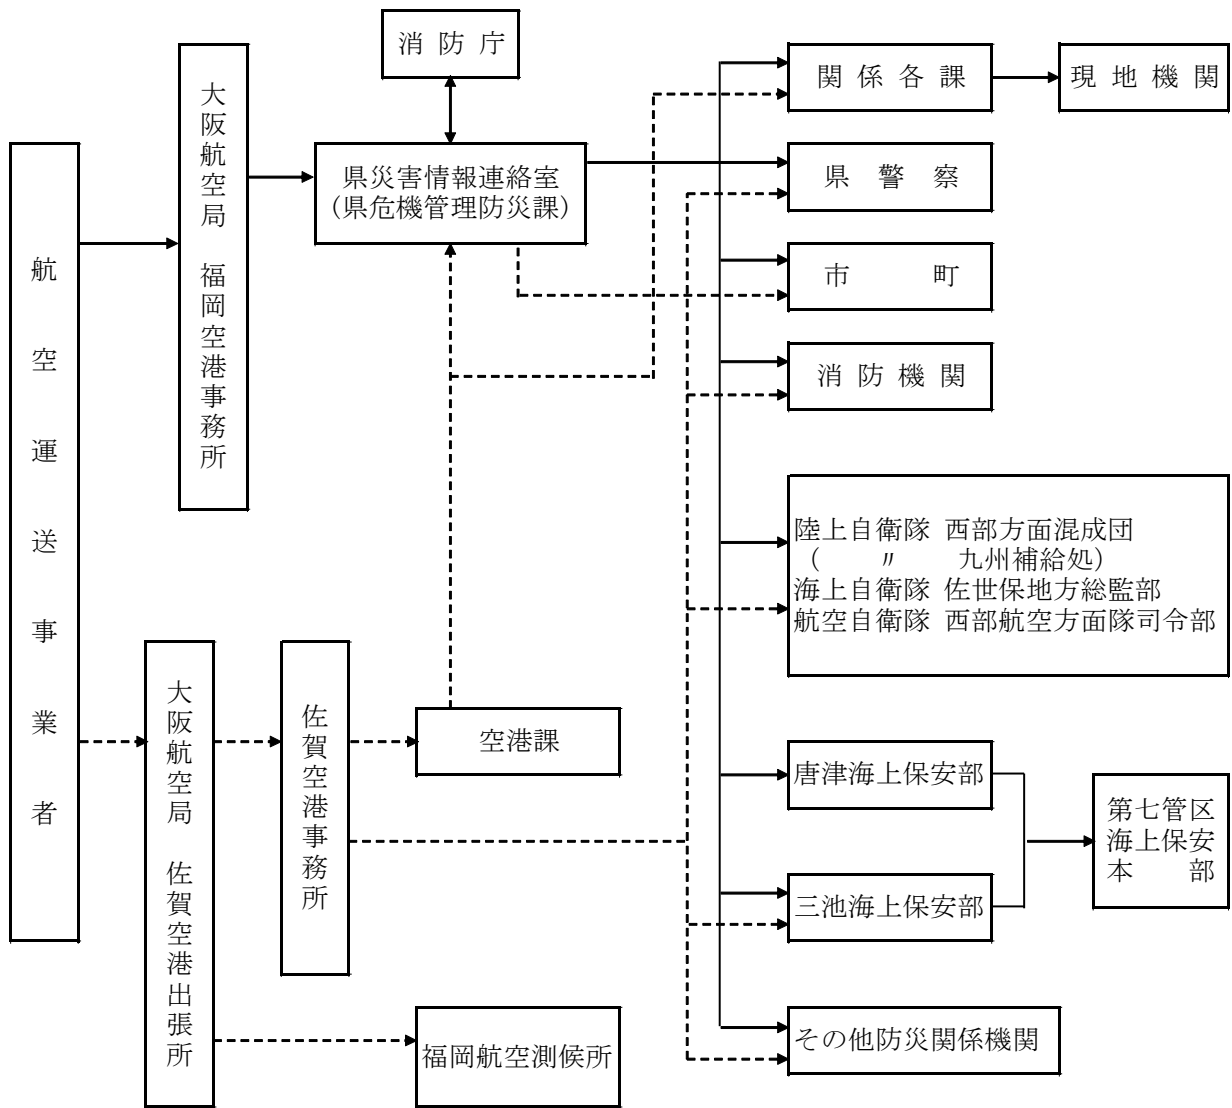 消防庁
関係各課
現地機関
大阪航空局 福岡空港事務所
県災害情報連絡室
(県危機管理防災課)
県警察
航空運送事業者
市町
消防機関
陸上自衛隊 西部方面混成団
( 〃 九州補給処)
海上自衛隊 佐世保地方総監部
航空自衛隊 西部航空方面隊司令部
大阪航空局 佐賀空港出張所
佐賀空港事務所
空港課
唐津海上保安部
第七管区
海上保安
本部
三池海上保安部
福岡航空測候所
その他防災関係機関